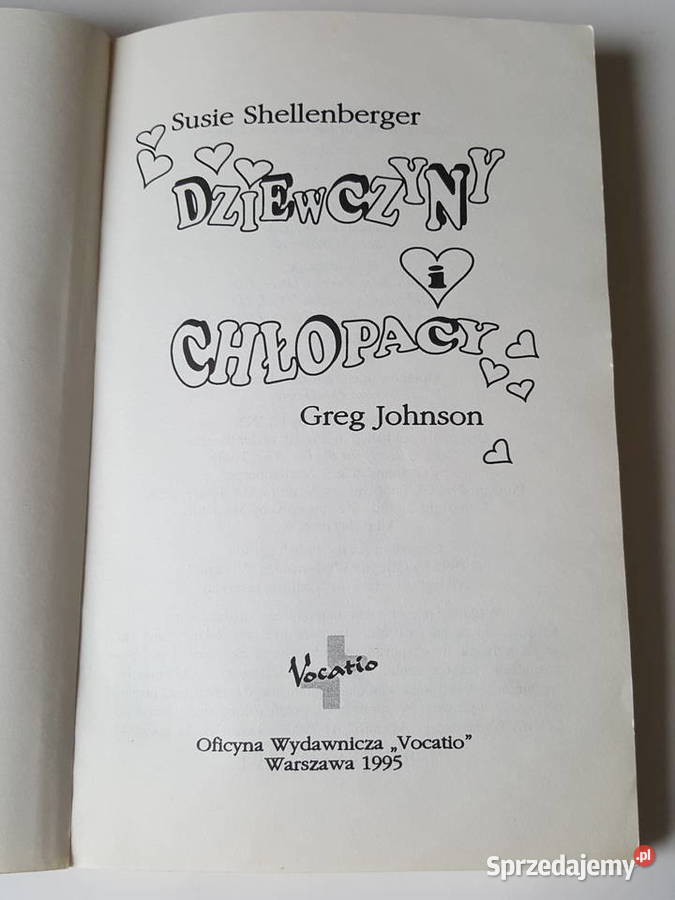 Susie Shellenberger
DZIEWCZYNY
i
CHŁOPACY
Greg Johnson
Vocatio
Oficyna Wydawnicza „Vocatio”
Warszawa 1995
Sprzedajemy.pl